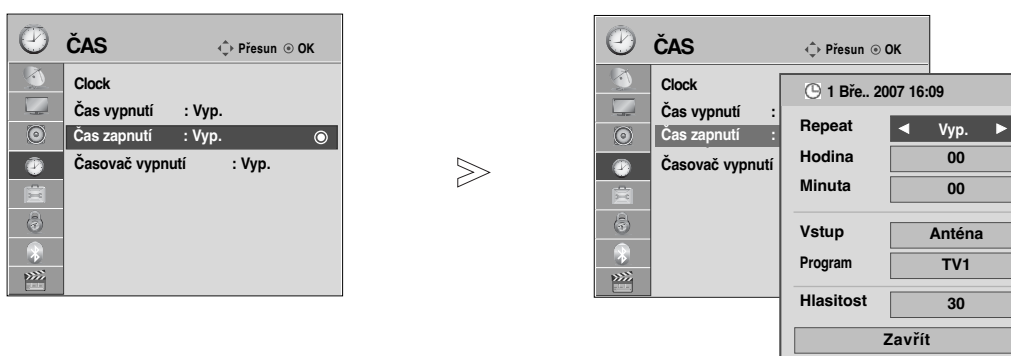 ČAS Přesun OK
Clock
Čas vypnutí : Vyp.
Čas zapnutí : Vyp.
Časovač vypnutí : Vyp.
ČAS Přesun OK
Clock
Čas vypnutí :
Čas zapnutí :
Časovač vypnutí
1 Bře.. 2007 16:09
Repeat ◄ Vyp. ►
Hodina 00
Minuta 00
Vstup Anténa
Program TV1
Hlasitost 30
Zavřít